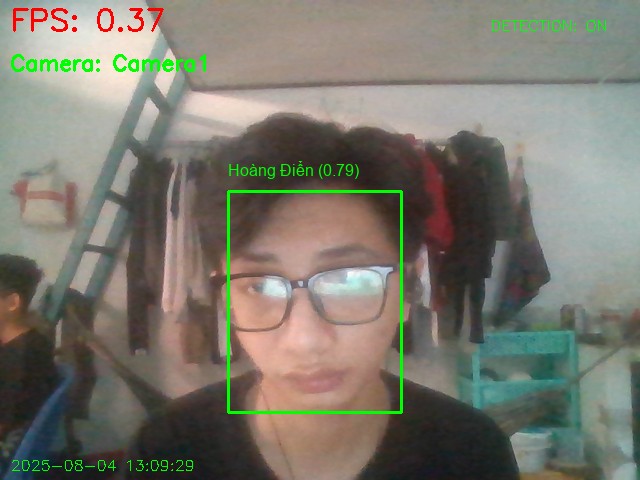 FPS: 0.37
DETECTION: ON
Camera: Camera1
Hoàng Điển (0.79)
2025-08-04 13:09:29